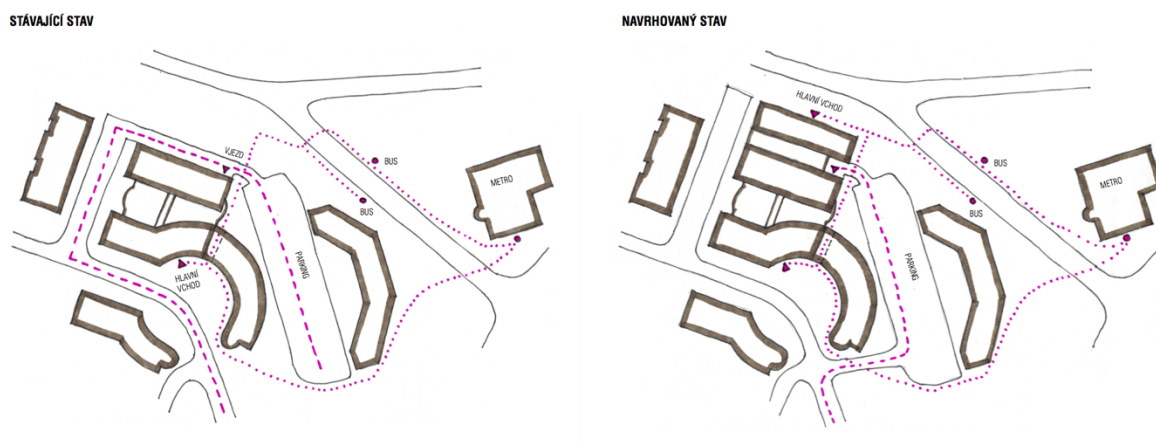 STÁVAJÍCÍ STAV
VJEZD
BUS
METRO
BUS
HLAVNÍ
VCHOD
PARKING
NAVRHOVANÝ STAV
HLAVNÍ VCHOD
BUS
METRO
BUS
PARKING